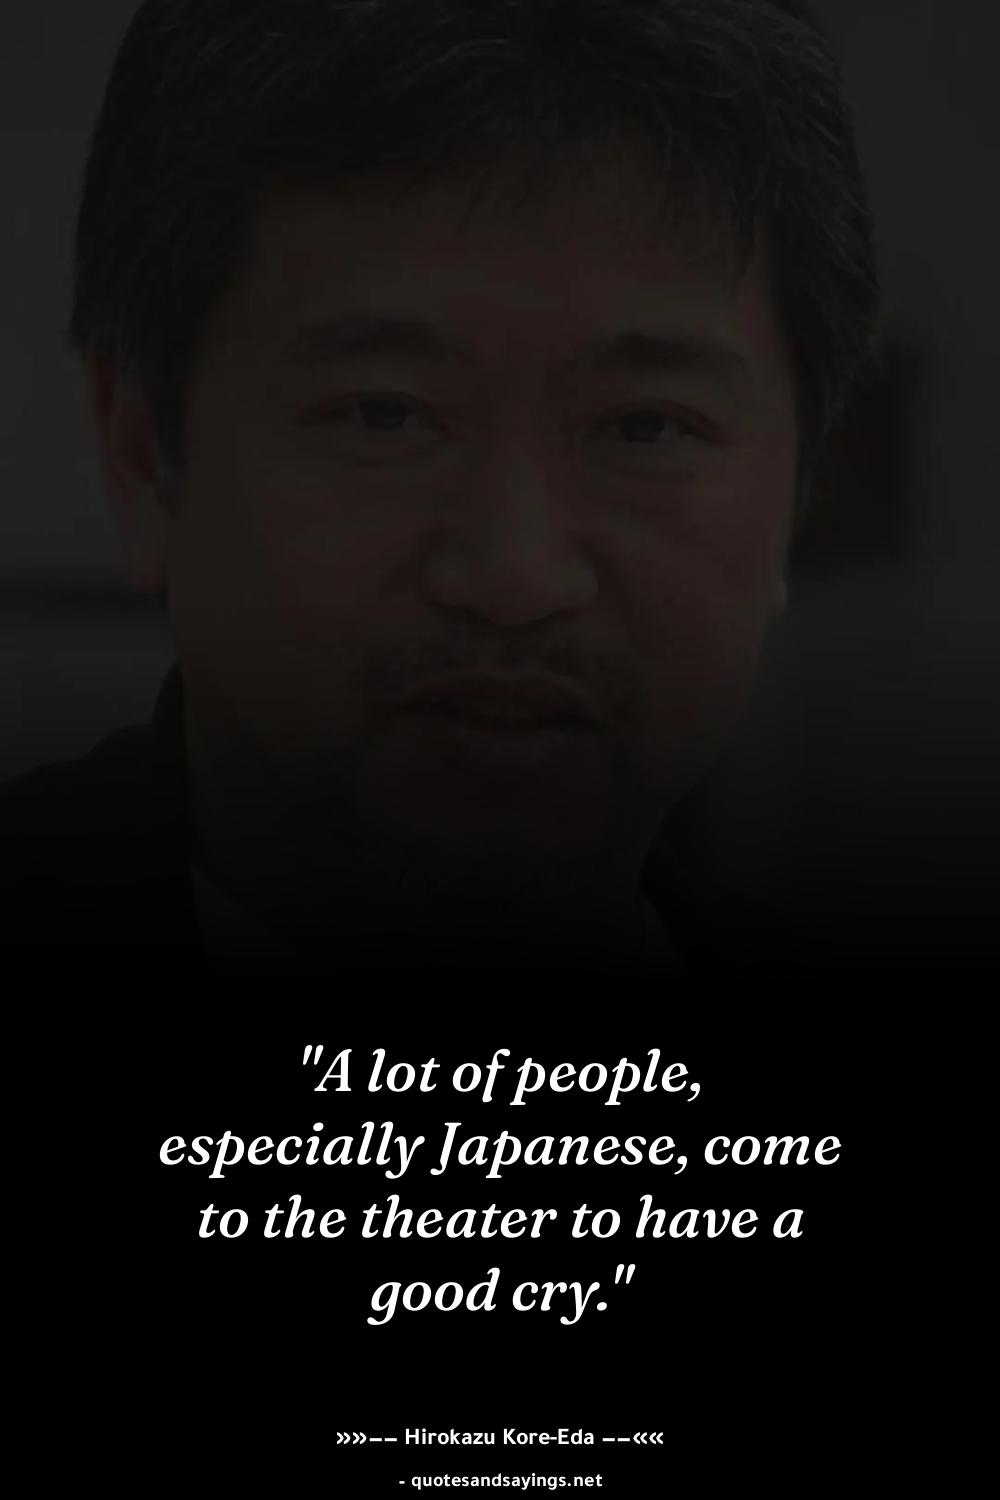 "A lot of people,
especially Japanese, come
to the theater to have a
good cry."
»»−− Hirokazu Kore-Eda −−««
- quotesandsayings.net